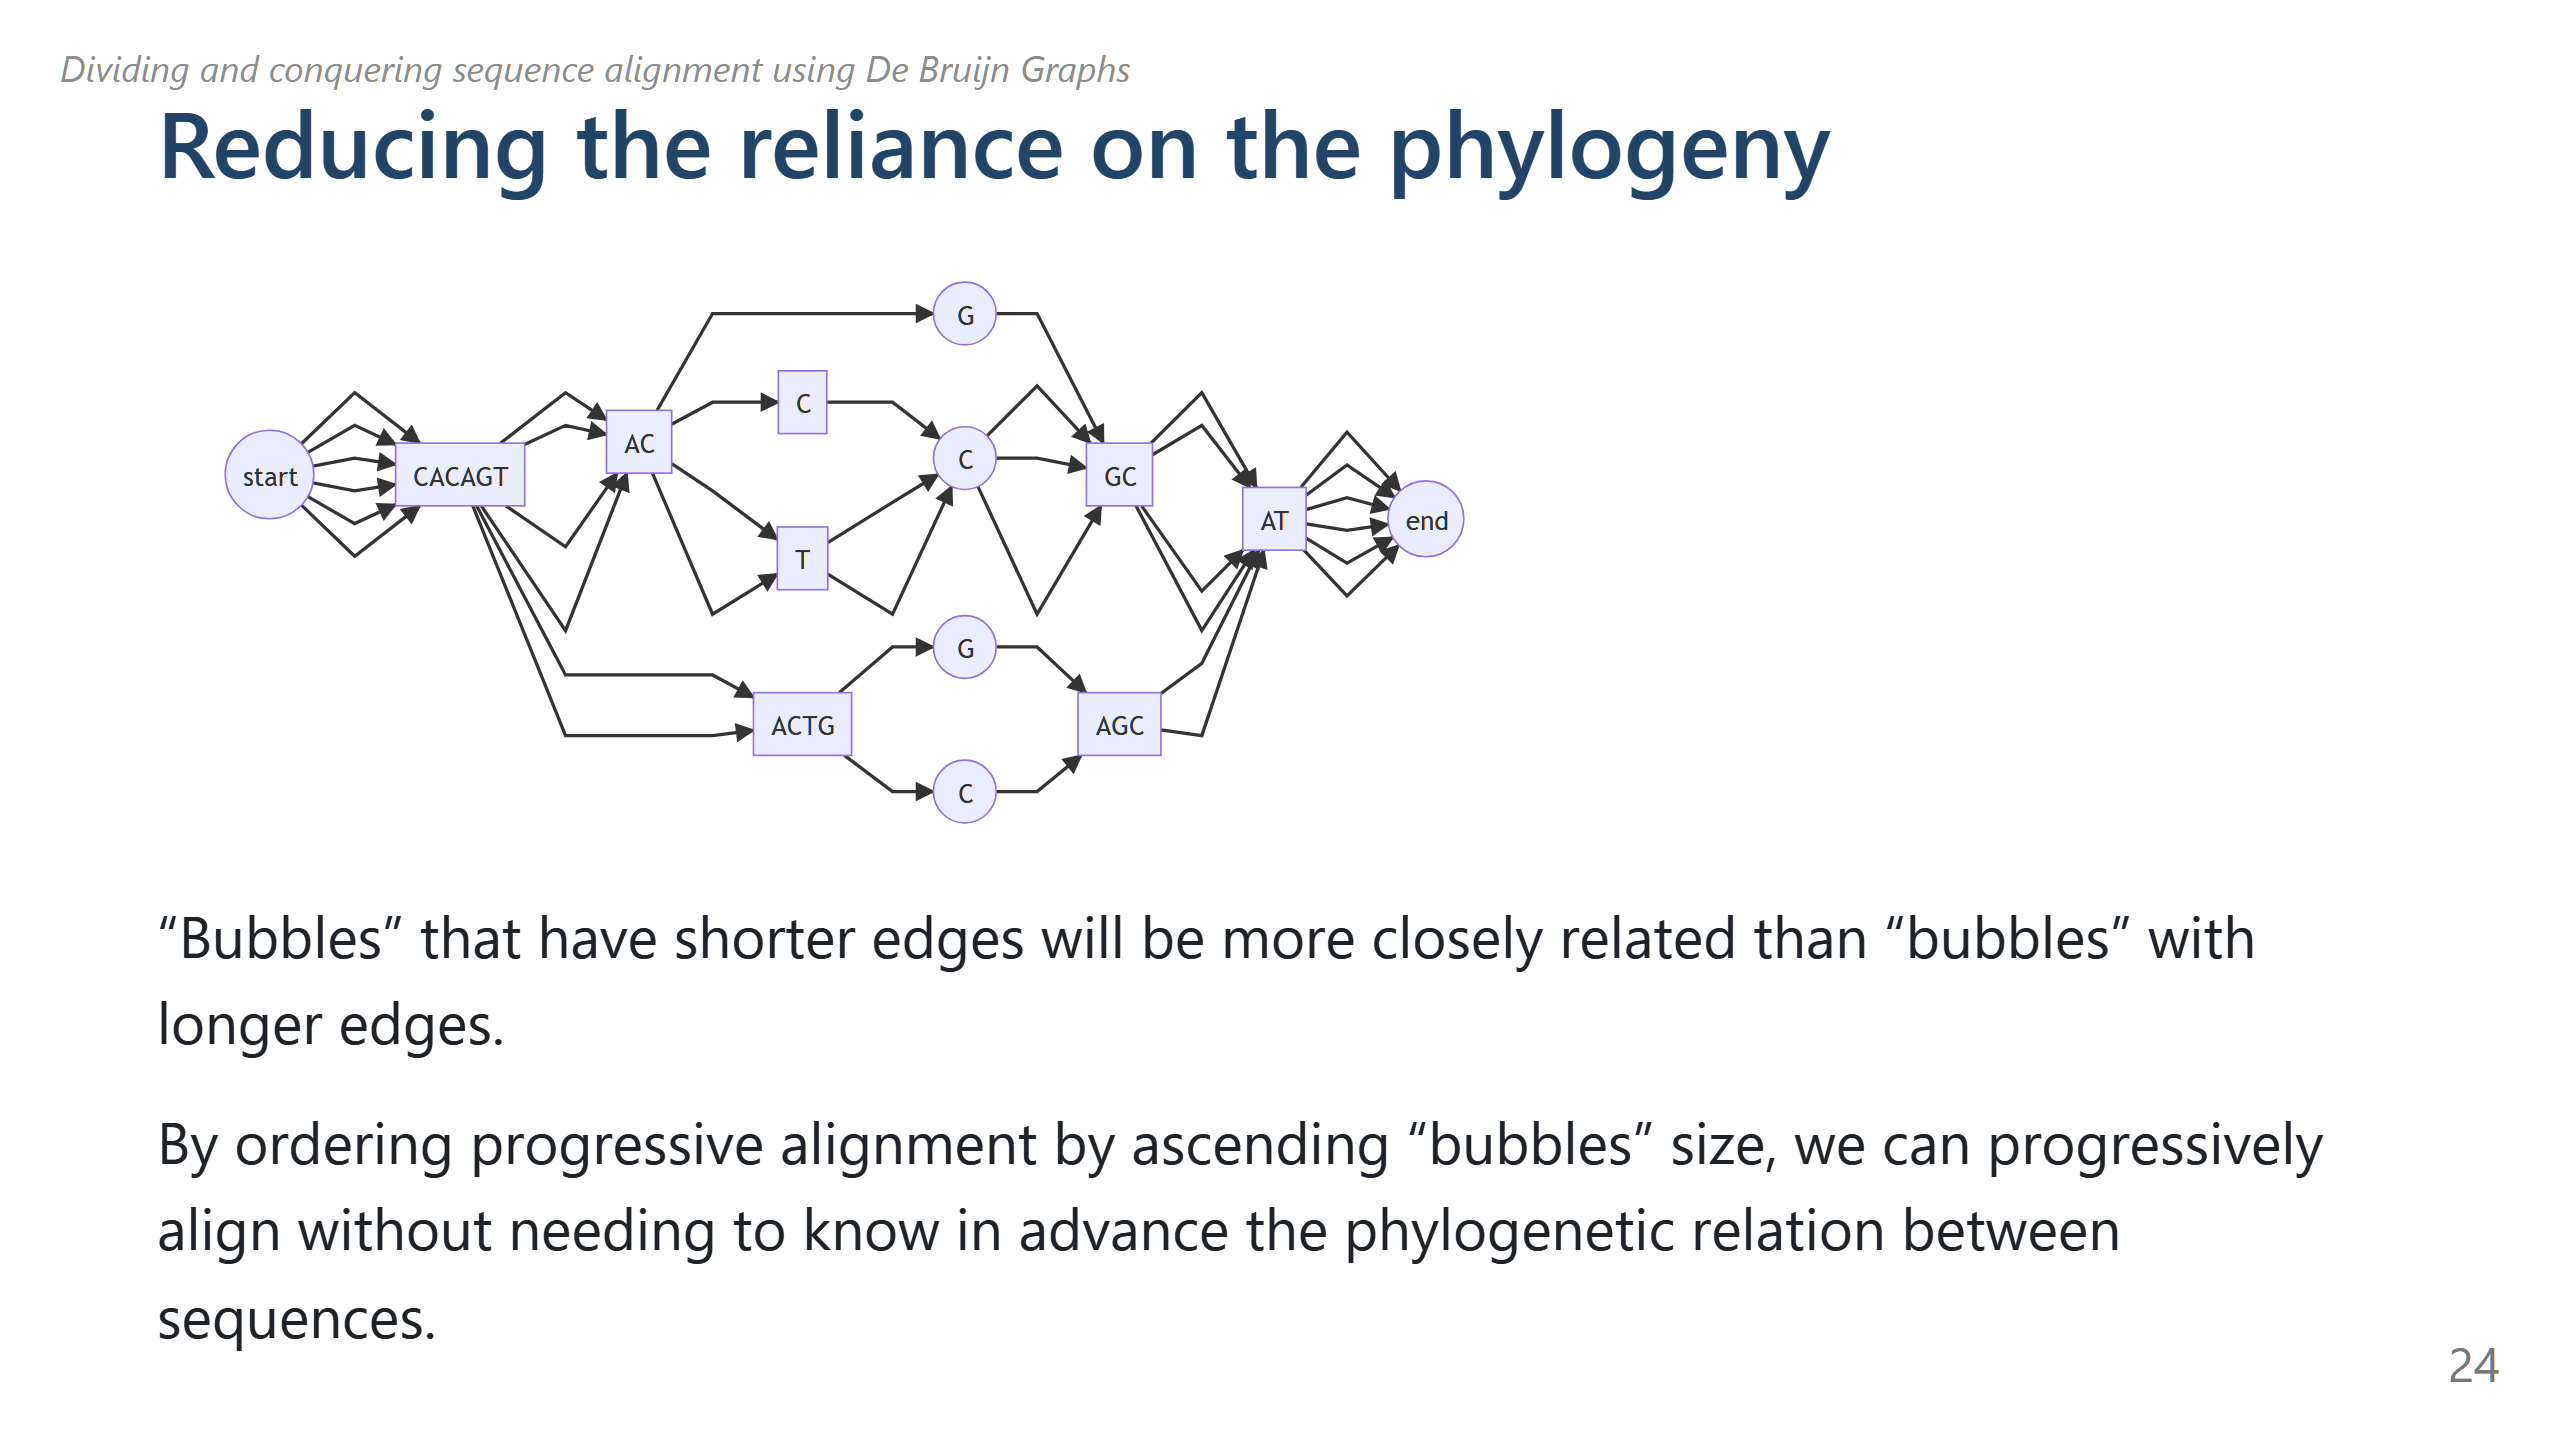 Dividing and conquering sequence alignment using De Bruijn Graphs
Reducing the reliance on the phylogeny
G
C
AC
start
CACAGT
C
GC
T
AT
end
G
ACTG
AGC
C
“Bubbles” that have shorter edges will be more closely related than “bubbles” with
longer edges.
By ordering progressive alignment by ascending “bubbles” size, we can progressively
align without needing to know in advance the phylogenetic relation between
sequences.
24